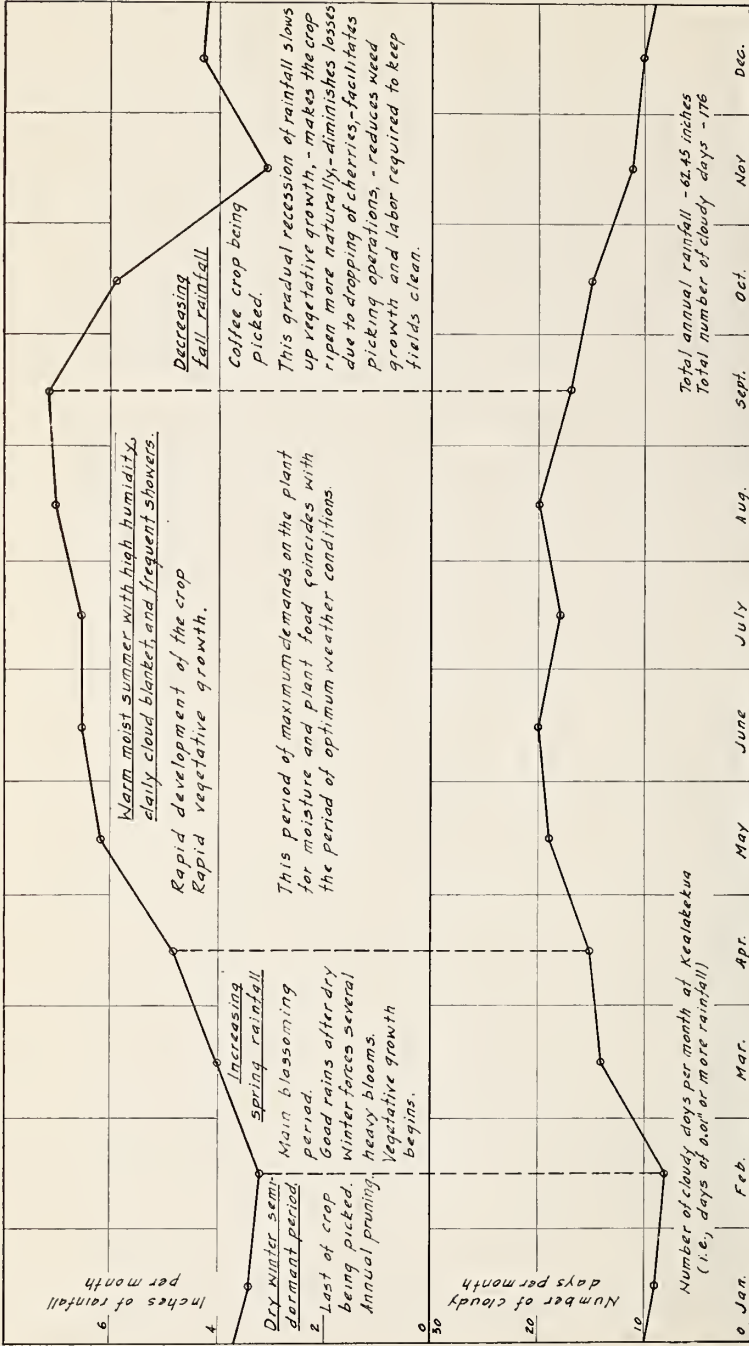 Inches of rainfall
per month
6
4
2
0
Dry winter semi-
dormant period.
Last of crop
being picked.
Annual pruning.
Increasing
spring rainfall
Main blossoming
period.
Good rains after dry
Winter forces several
heavy blooms.
Vegetative growth
begins.
Warm moist summer with high humidity,
daily cloud blanket, and frequent showers.
Rapid development of the crop
Rapid vegetative growth.
This period of maximum demands on the plant
for moisture and plant food coincides with
the period of optimum weather conditions.
Decreasing
fall rainfall
Coffee crop being
picked.
This gradual recession of rainfall slows
up vegetative growth,- makes the crop
ripen more naturally,-diminishes losses
due to dropping of cherries,-facilitates
picking operations, - reduces weed
growth and labor required to keep
fields clean.
Number of cloudy
days per month
30
20
10
0
Number of cloudy days per month at Kealakekua
(i.e., days of 0.01" or more rainfall)
Total annual rainfall - 62.45 inches
Total number of cloudy days - 176
Jan. Feb. Mar. Apr. May June July Aug. Sept. Oct. Nov Dec.